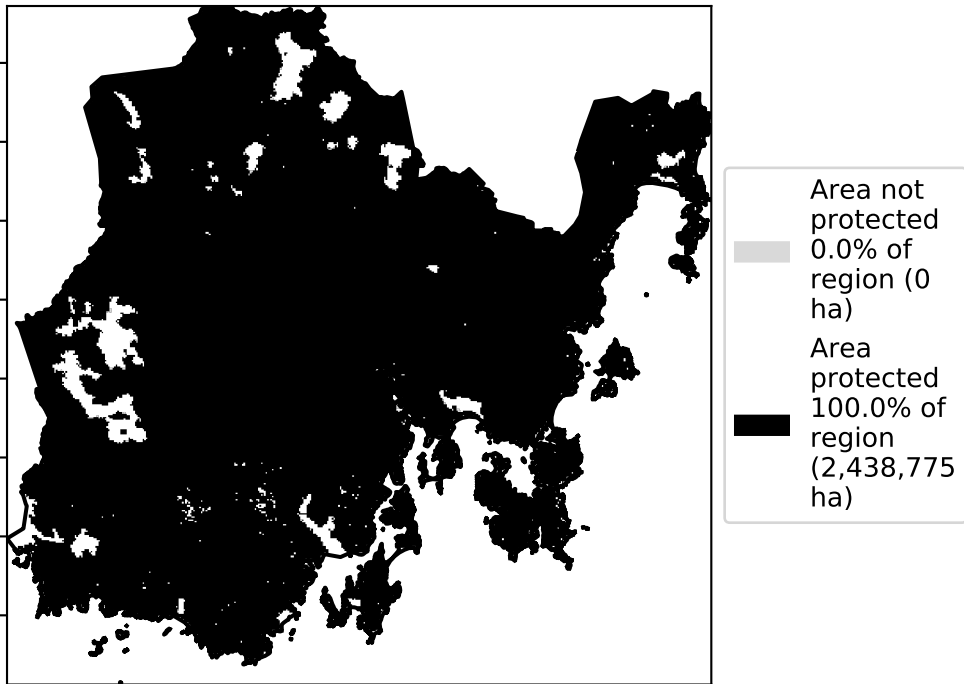 Area not
protected
0.0% of
region (0
ha)
Area
protected
100.0% of
region
(2,438,775
ha)